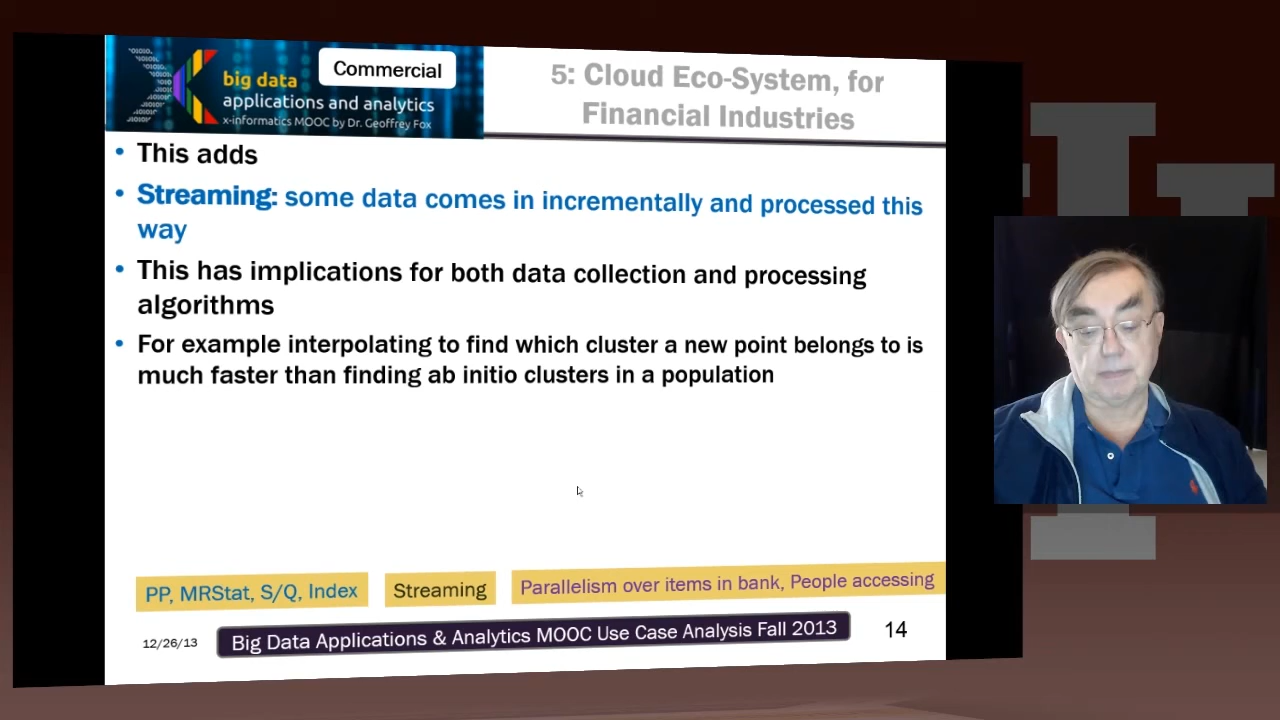 Commercial
big data
applications and analytics
x-informatics MOOC by Dr. Geoffrey Fox
5: Cloud Eco-System, for
Financial Industries
• This adds
• Streaming: some data comes in incrementally and processed this
way
• This has implications for both data collection and processing
algorithms
• For example interpolating to find which cluster a new point belongs to is
much faster than finding ab initio clusters in a population
PP, MRStat, S/Q, Index
Streaming
Parallelism over items in bank, People accessing
12/26/13
Big Data Applications & Analytics MOOC Use Case Analysis Fall 2013
14